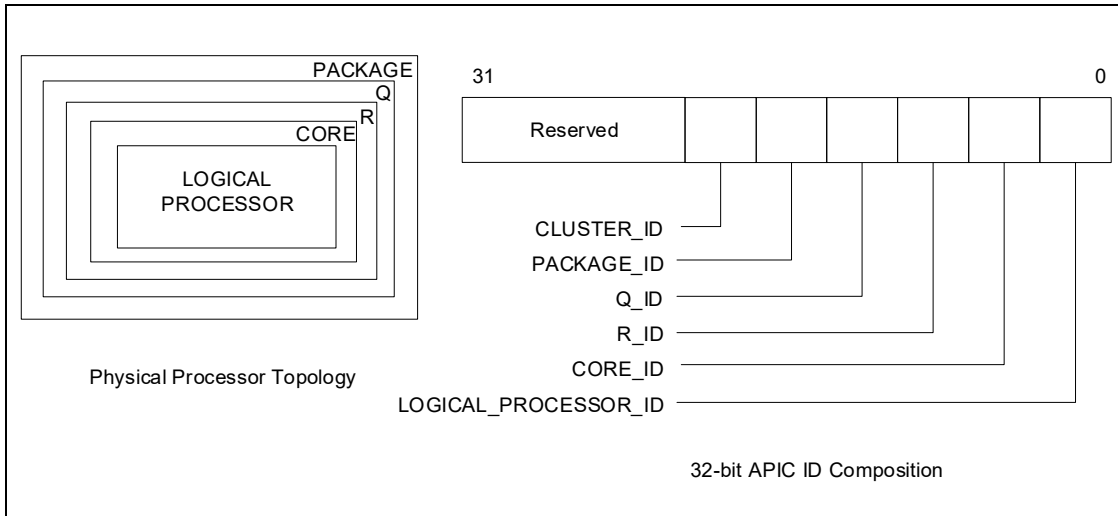 PACKAGE
Q
R
CORE
LOGICAL
PROCESSOR
Physical Processor Topology
31
0
Reserved
CLUSTER_ID
PACKAGE_ID
Q_ID
R_ID
CORE_ID
LOGICAL_PROCESSOR_ID
32-bit APIC ID Composition